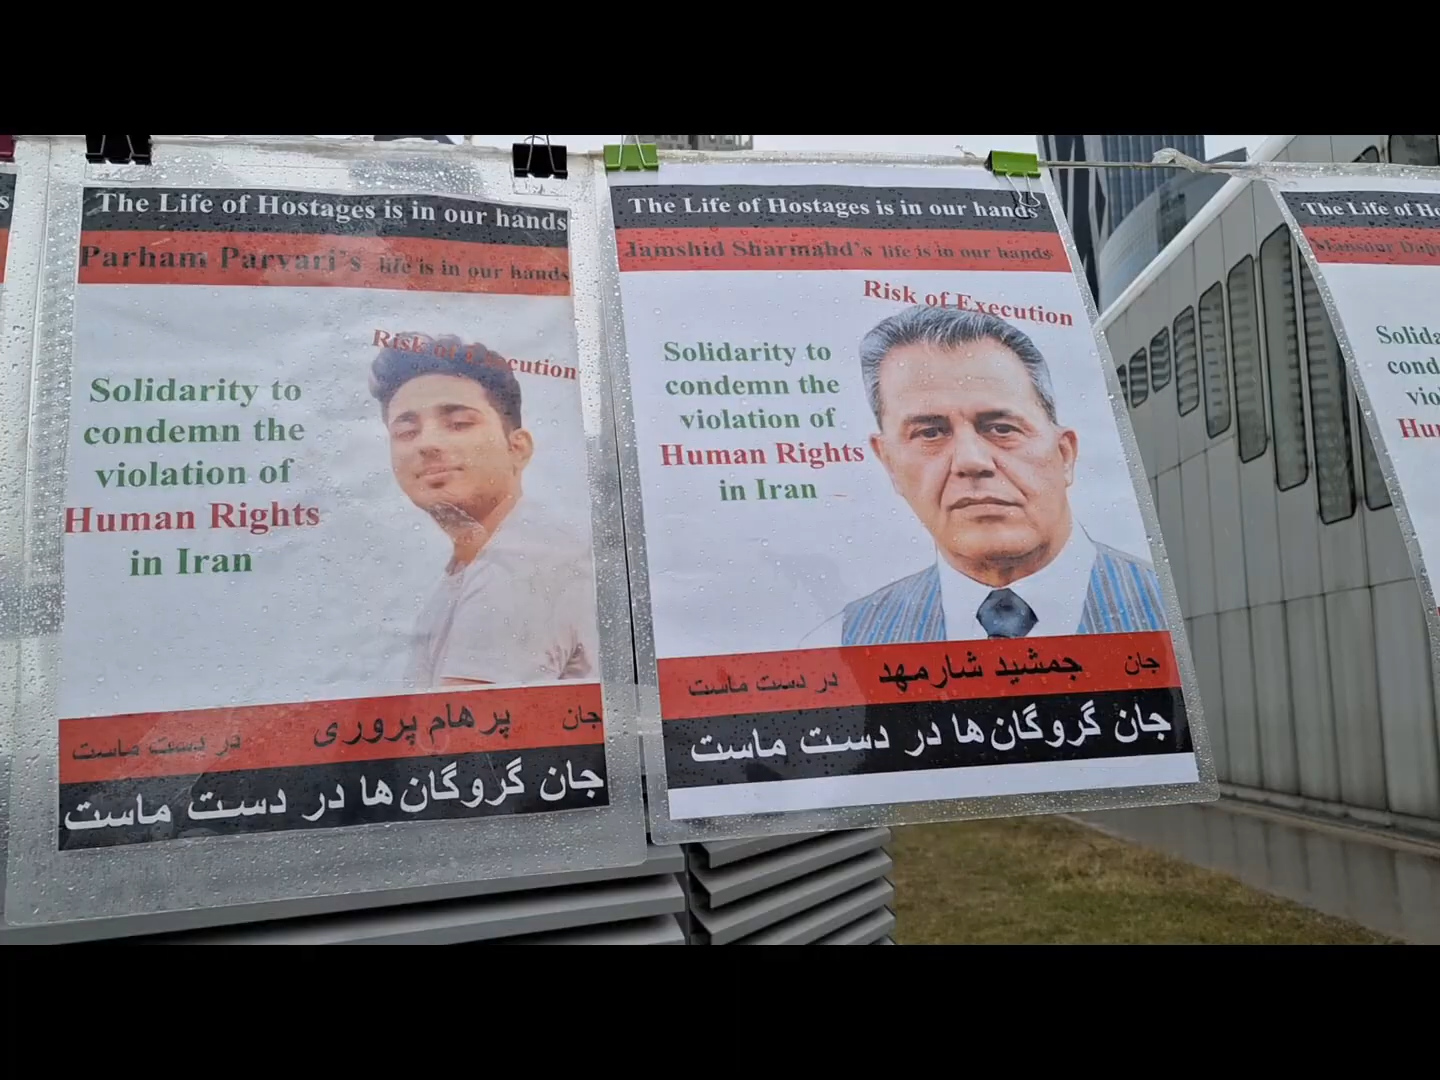 The Life of Hostages is in our hands
Parham Parvari's life is in our hands
Risk of Execution
Solidarity to
condemn the
violation of
Human Rights
in Iran
جان پرهام پروری در دست ماست
جان گروگان ها در دست ماست
The Life of Hostages is in our hands
Jamshid Sharmahd's life is in our hands
Risk of Execution
Solidarity to
condemn the
violation of
Human Rights
in Iran
جان جمشید شارمهد در دست ماست
جان گروگان ها در دست ماست
The Life of
Mansour